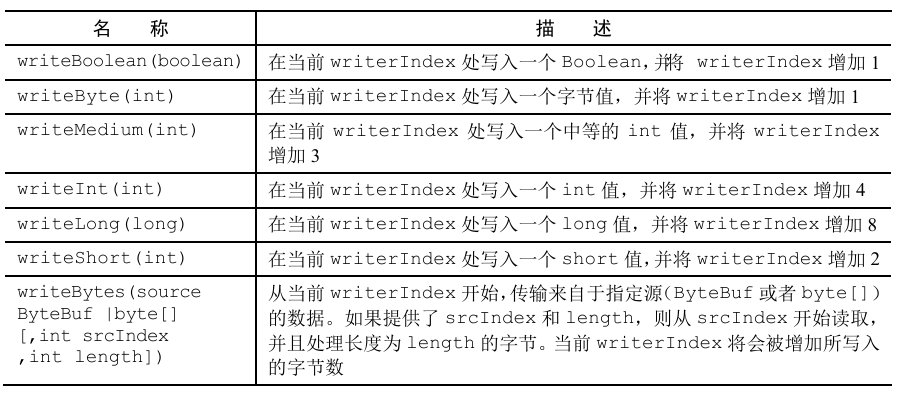 名 称 描 述
writeBoolean(boolean) 在当前 writerIndex 处写入一个 Boolean,并将 writerIndex 增加 1
writeByte(int) 在当前 writerIndex 处写入一个字节值，并将 writerIndex 增加 1
writeMedium(int) 在当前 writerIndex 处写入一个中等的 int 值，并将 writerIndex
增加 3
writeInt(int) 在当前 writerIndex 处写入一个 int 值，并将 writerIndex 增加 4
writeLong(long) 在当前 writerIndex 处写入一个 long 值，并将 writerIndex 增加 8
writeShort(int) 在当前 writerIndex 处写入一个 short 值，并将 writerIndex 增加 2
writeBytes(source
ByteBuf |byte[]
[,int srcIndex
,int length])
从当前 writerIndex 开始，传输来自于指定源(ByteBuf 或者 byte[])
的数据。如果提供了 srcIndex 和 length，则从 srcIndex 开始读取，
并且处理长度为 length 的字节。当前 writerIndex 将会被增加所写入
的字节数